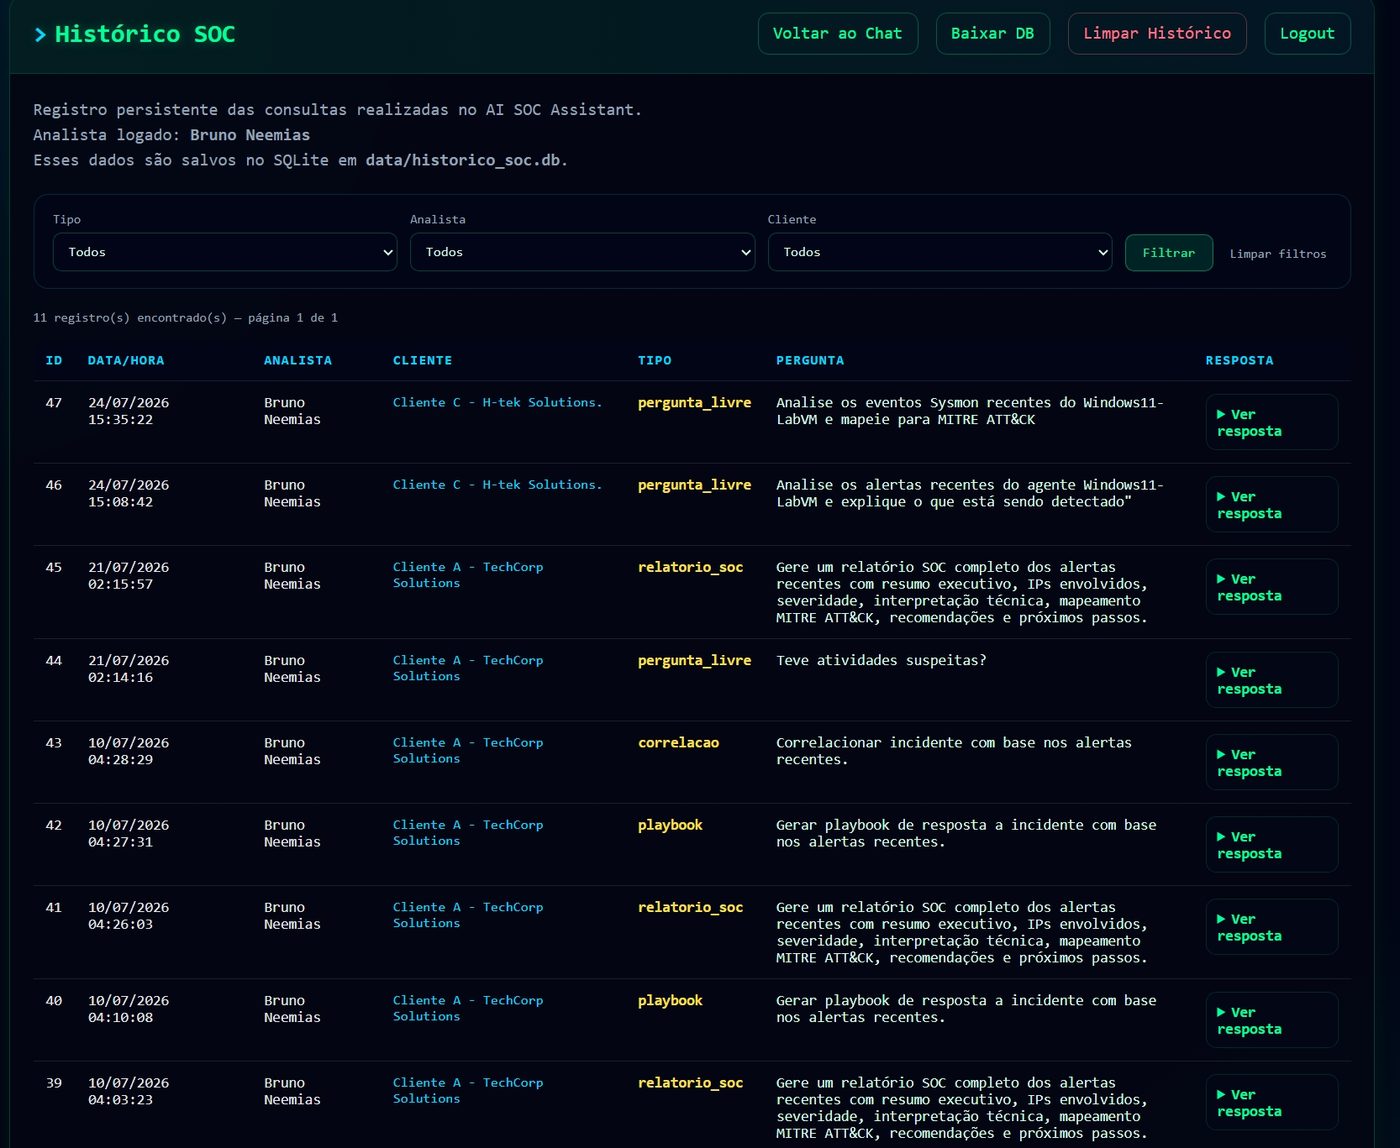 > Histórico SOC
Voltar ao Chat
Baixar DB
Limpar Histórico
Logout
Registro persistente das consultas realizadas no AI SOC Assistant.
Analista logado: Bruno Neemias
Esses dados são salvos no SQLite em data/historico_soc.db.
Tipo
Analista
Cliente
Todos
Todos
Todos
Filtrar
Limpar filtros
11 registro(s) encontrado(s) — página 1 de 1
ID DATA/HORA ANALISTA CLIENTE TIPO PERGUNTA RESPOSTA
47
24/07/2026
15:35:22
Bruno
Neemias
Cliente C - H-tek Solutions.
pergunta_livre
Analise os eventos Sysmon recentes do Windows11-
LabVM e mapeie para MITRE ATT&CK
▶ Ver
resposta
46
24/07/2026
15:08:42
Bruno
Neemias
Cliente C - H-tek Solutions.
pergunta_livre
Analise os alertas recentes do agente Windows11-
LabVM e explique o que está sendo detectado"
▶ Ver
resposta
45
21/07/2026
02:15:57
Bruno
Neemias
Cliente A - TechCorp
Solutions
relatorio_soc
Gere um relatório SOC completo dos alertas
recentes com resumo executivo, IPs envolvidos,
severidade, interpretação técnica, mapeamento
MITRE ATT&CK, recomendações e próximos passos.
▶ Ver
resposta
44
21/07/2026
02:14:16
Bruno
Neemias
Cliente A - TechCorp
Solutions
pergunta_livre
Teve atividades suspeitas?
▶ Ver
resposta
43
10/07/2026
04:28:29
Bruno
Neemias
Cliente A - TechCorp
Solutions
correlacao
Correlacionar incidente com base nos alertas
recentes.
▶ Ver
resposta
42
10/07/2026
04:27:31
Bruno
Neemias
Cliente A - TechCorp
Solutions
playbook
Gerar playbook de resposta a incidente com base
nos alertas recentes.
▶ Ver
resposta
41
10/07/2026
04:26:03
Bruno
Neemias
Cliente A - TechCorp
Solutions
relatorio_soc
Gere um relatório SOC completo dos alertas
recentes com resumo executivo, IPs envolvidos,
severidade, interpretação técnica, mapeamento
MITRE ATT&CK, recomendações e próximos passos.
▶ Ver
resposta
40
10/07/2026
04:10:08
Bruno
Neemias
Cliente A - TechCorp
Solutions
playbook
Gerar playbook de resposta a incidente com base
nos alertas recentes.
▶ Ver
resposta
39
10/07/2026
04:03:23
Bruno
Neemias
Cliente A - TechCorp
Solutions
relatorio_soc
Gere um relatório SOC completo dos alertas
recentes com resumo executivo, IPs envolvidos,
severidade, interpretação técnica, mapeamento
MITRE ATT&CK, recomendações e próximos passos.
▶ Ver
resposta